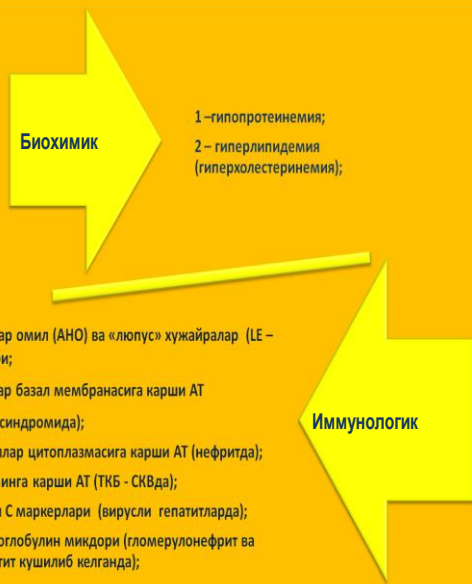 Биохимик
1 –гипопротеинемия;
2 – гиперлипидемия
(гиперхолестеринемия);
ар омил (АНО) ва «люпус» хужайралар (LE –
ри;
ар базал мембранасига карши АТ
синдромида);
лар цитоплазмасига карши АТ (нефритда);
инга карши АТ (ТКБ - СКВда);
С маркерлари (вирусли гепатитларда);
оглобулин микдори (гломерулонефрит ва
тит кушилиб келганда);
Иммунологик